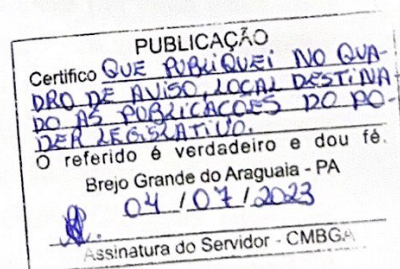 PUBLICAÇÃO
Certifico QUE PUBLIQUEI NO QUA-
DRO DE AVISO, LOCAL DESTINA
DO AS PUBLICACOES DO PO-
DER LEGISLATIVO.
O referido é verdadeiro e dou fé.
Brejo Grande do Araguaia - PA
04 / 07 / 2023
Assinatura do Servidor - CMBGA